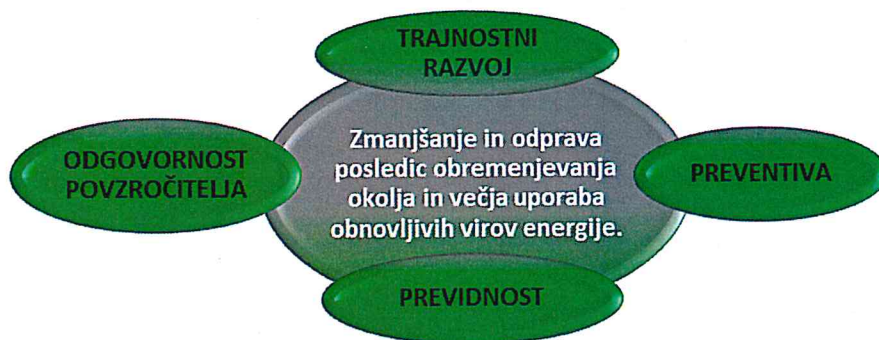 TRAJNOSTNI
RAZVOJ
ODGOVORNOST
POVZROČITELJA
Zmanjšanje in odprava
posledic obremenjevanja
okolja in večja uporaba
obnovljivih virov energije.
PREVENTIVA
PREVIDNOST